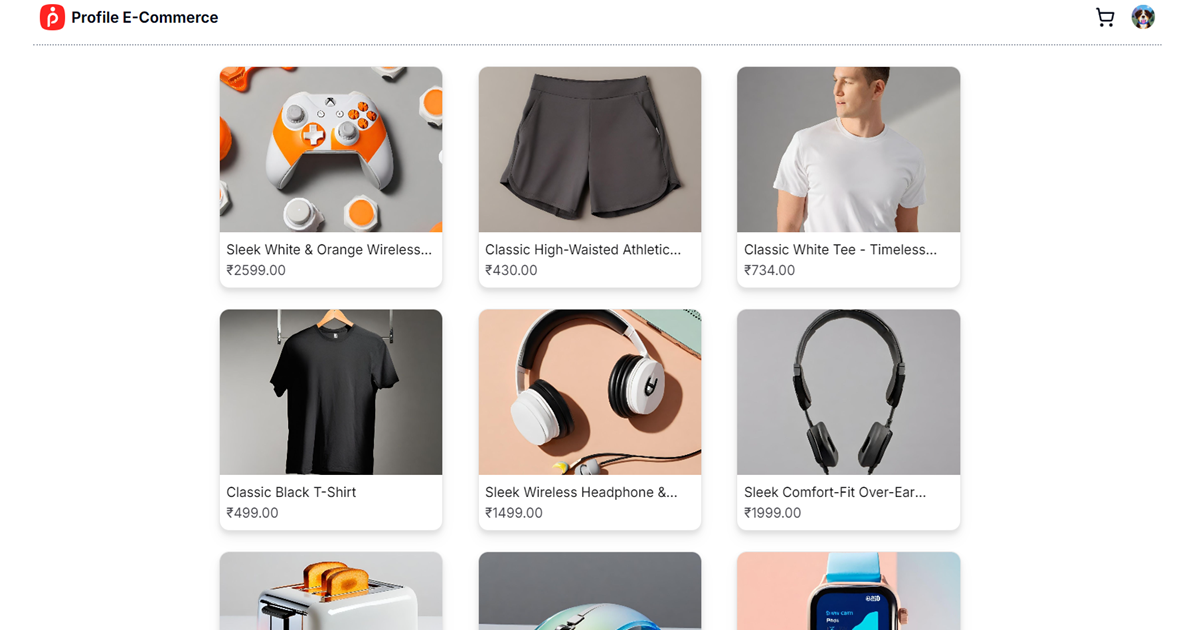 Profile E-Commerce
Sleek White & Orange Wireless...
₹2599.00
Classic High-Waisted Athletic...
₹430.00
Classic White Tee - Timeless...
₹734.00
Classic Black T-Shirt
₹499.00
Sleek Wireless Headphone &...
₹1499.00
Sleek Comfort-Fit Over-Ear...
₹1999.00